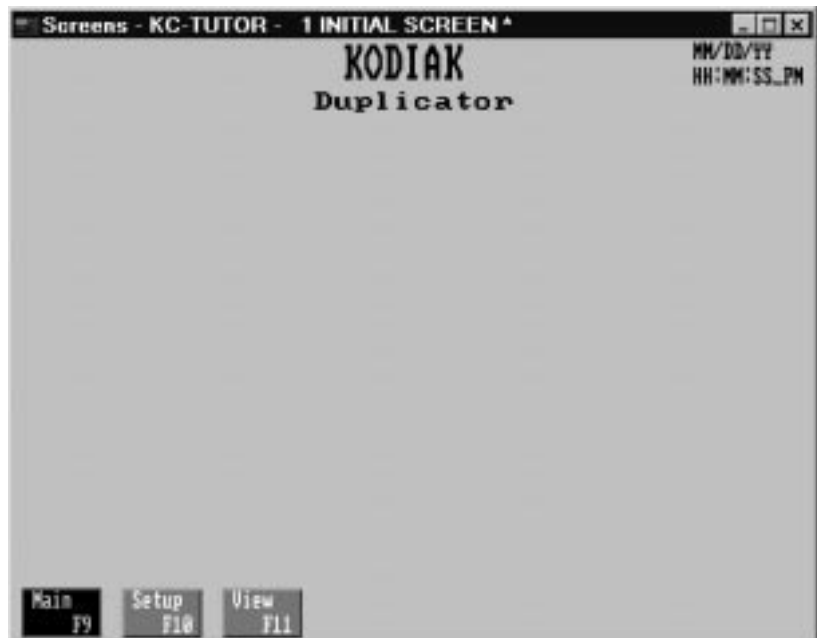 Screens - KC-TUTOR - 1 INITIAL SCREEN *
KODIAK
MM/DD/YY
HH:MM:SS_PM
Duplicator
Main
F9
Setup
F10
View
F11